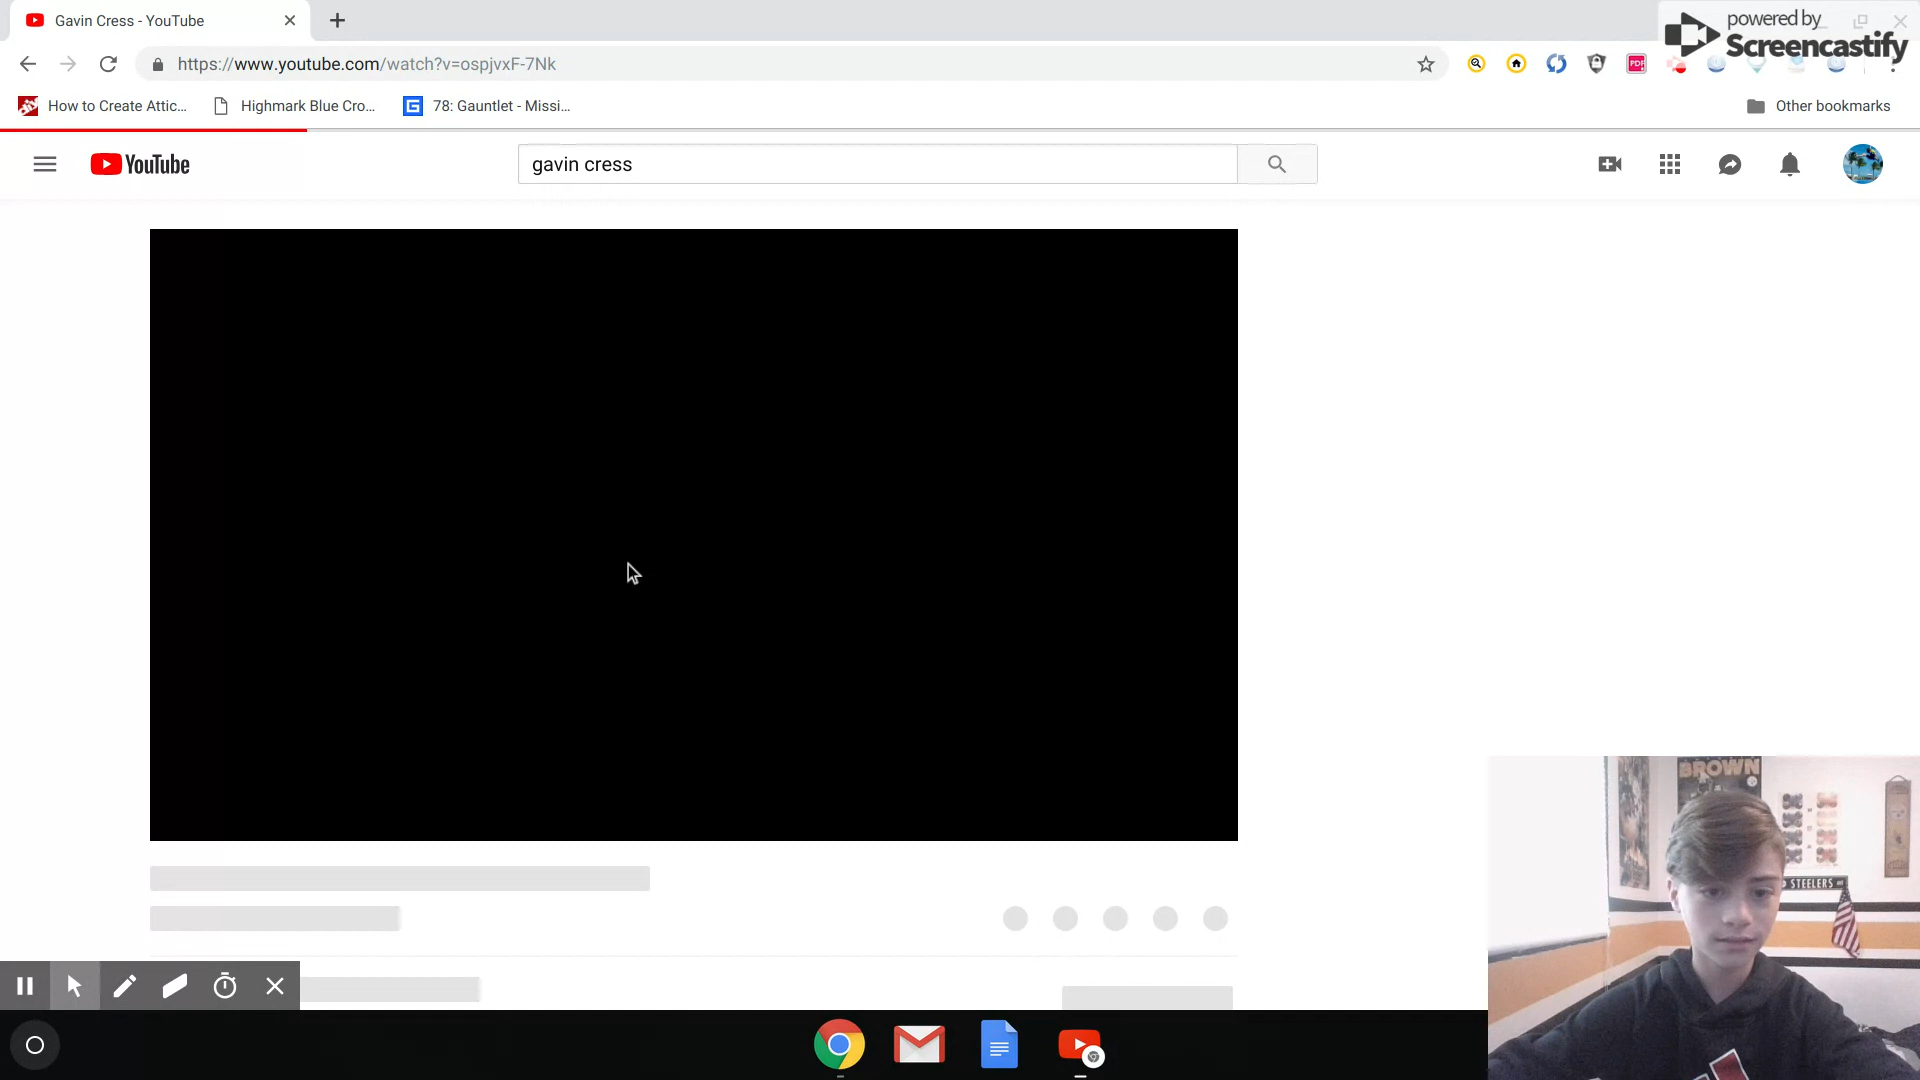 Gavin Cress - YouTube
powered by
Screencastify
https://www.youtube.com/watch?v=ospjvxF-7Nk
PDF
How to Create Attic...
Highmark Blue Cro...
G
78: Gauntlet - Missi...
Other bookmarks
YouTube
gavin cress
BROWN
STEELERS